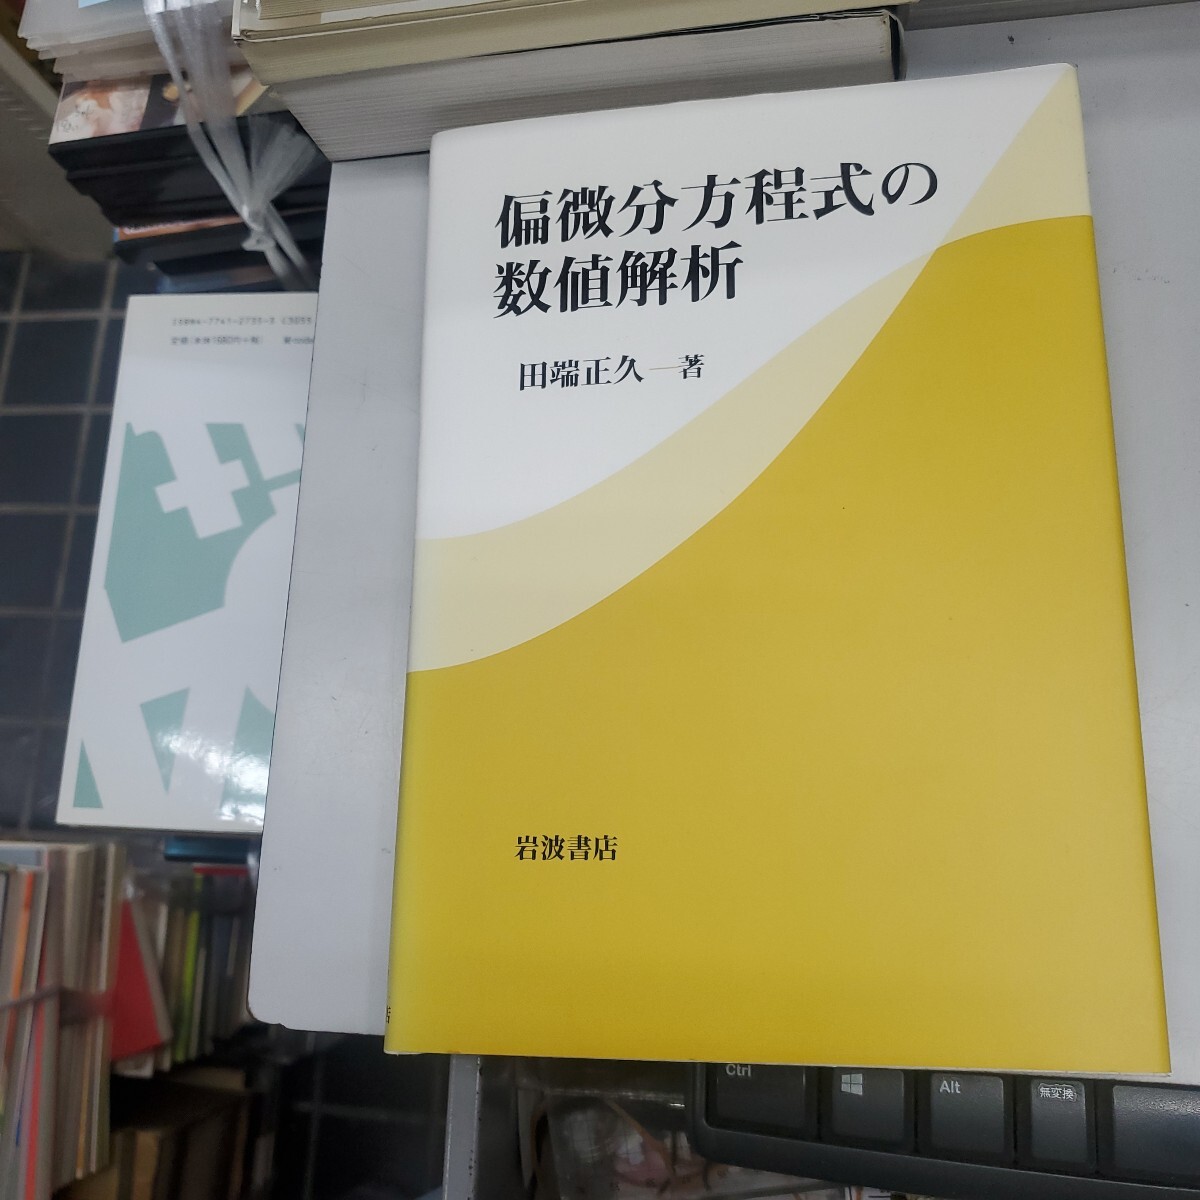 偏微分方程式の
数値解析
田端正久―著
岩波書店
Ctrl
Alt
無変換